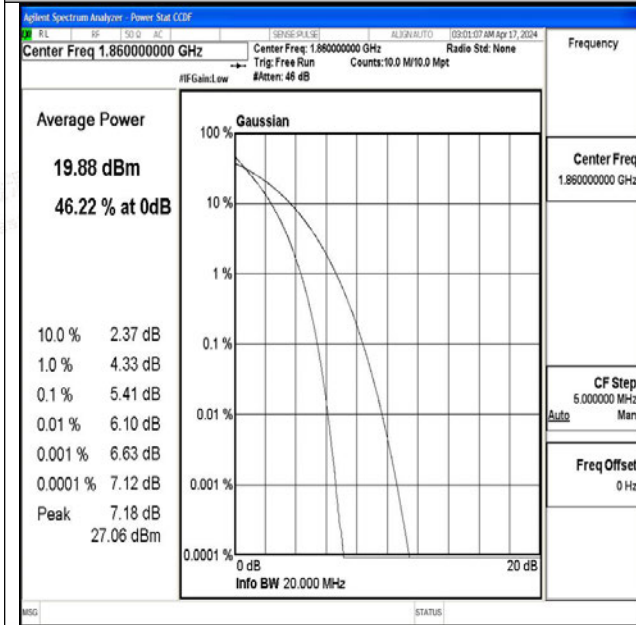 Agilent Spectrum Analyzer - Power Stat CCDF
RL RF 50 Ω AC SENSE:PULSE ALIGNAUTO 03:01:07 AM Apr 17, 2024
Center Freq 1.860000000 GHz
Center Freq: 1.860000000 GHz Radio Std: None
Trig: Free Run Counts:10.0 M/10.0 Mpt
#IFGain:Low #Atten: 46 dB
Frequency
Average Power
19.88 dBm
46.22 % at 0dB
10.0 % 2.37 dB
1.0 % 4.33 dB
0.1 % 5.41 dB
0.01 % 6.10 dB
0.001 % 6.63 dB
0.0001 % 7.12 dB
Peak 7.18 dB
27.06 dBm
Gaussian
100 %
10 %
1 %
0.1 %
0.01 %
0.001 %
0.0001 %
0 dB 20 dB
Info BW 20.000 MHz
Center Freq
1.860000000 GHz
CF Step
5.000000 MHz
Auto Man
Freq Offset
0 Hz
MSG STATUS